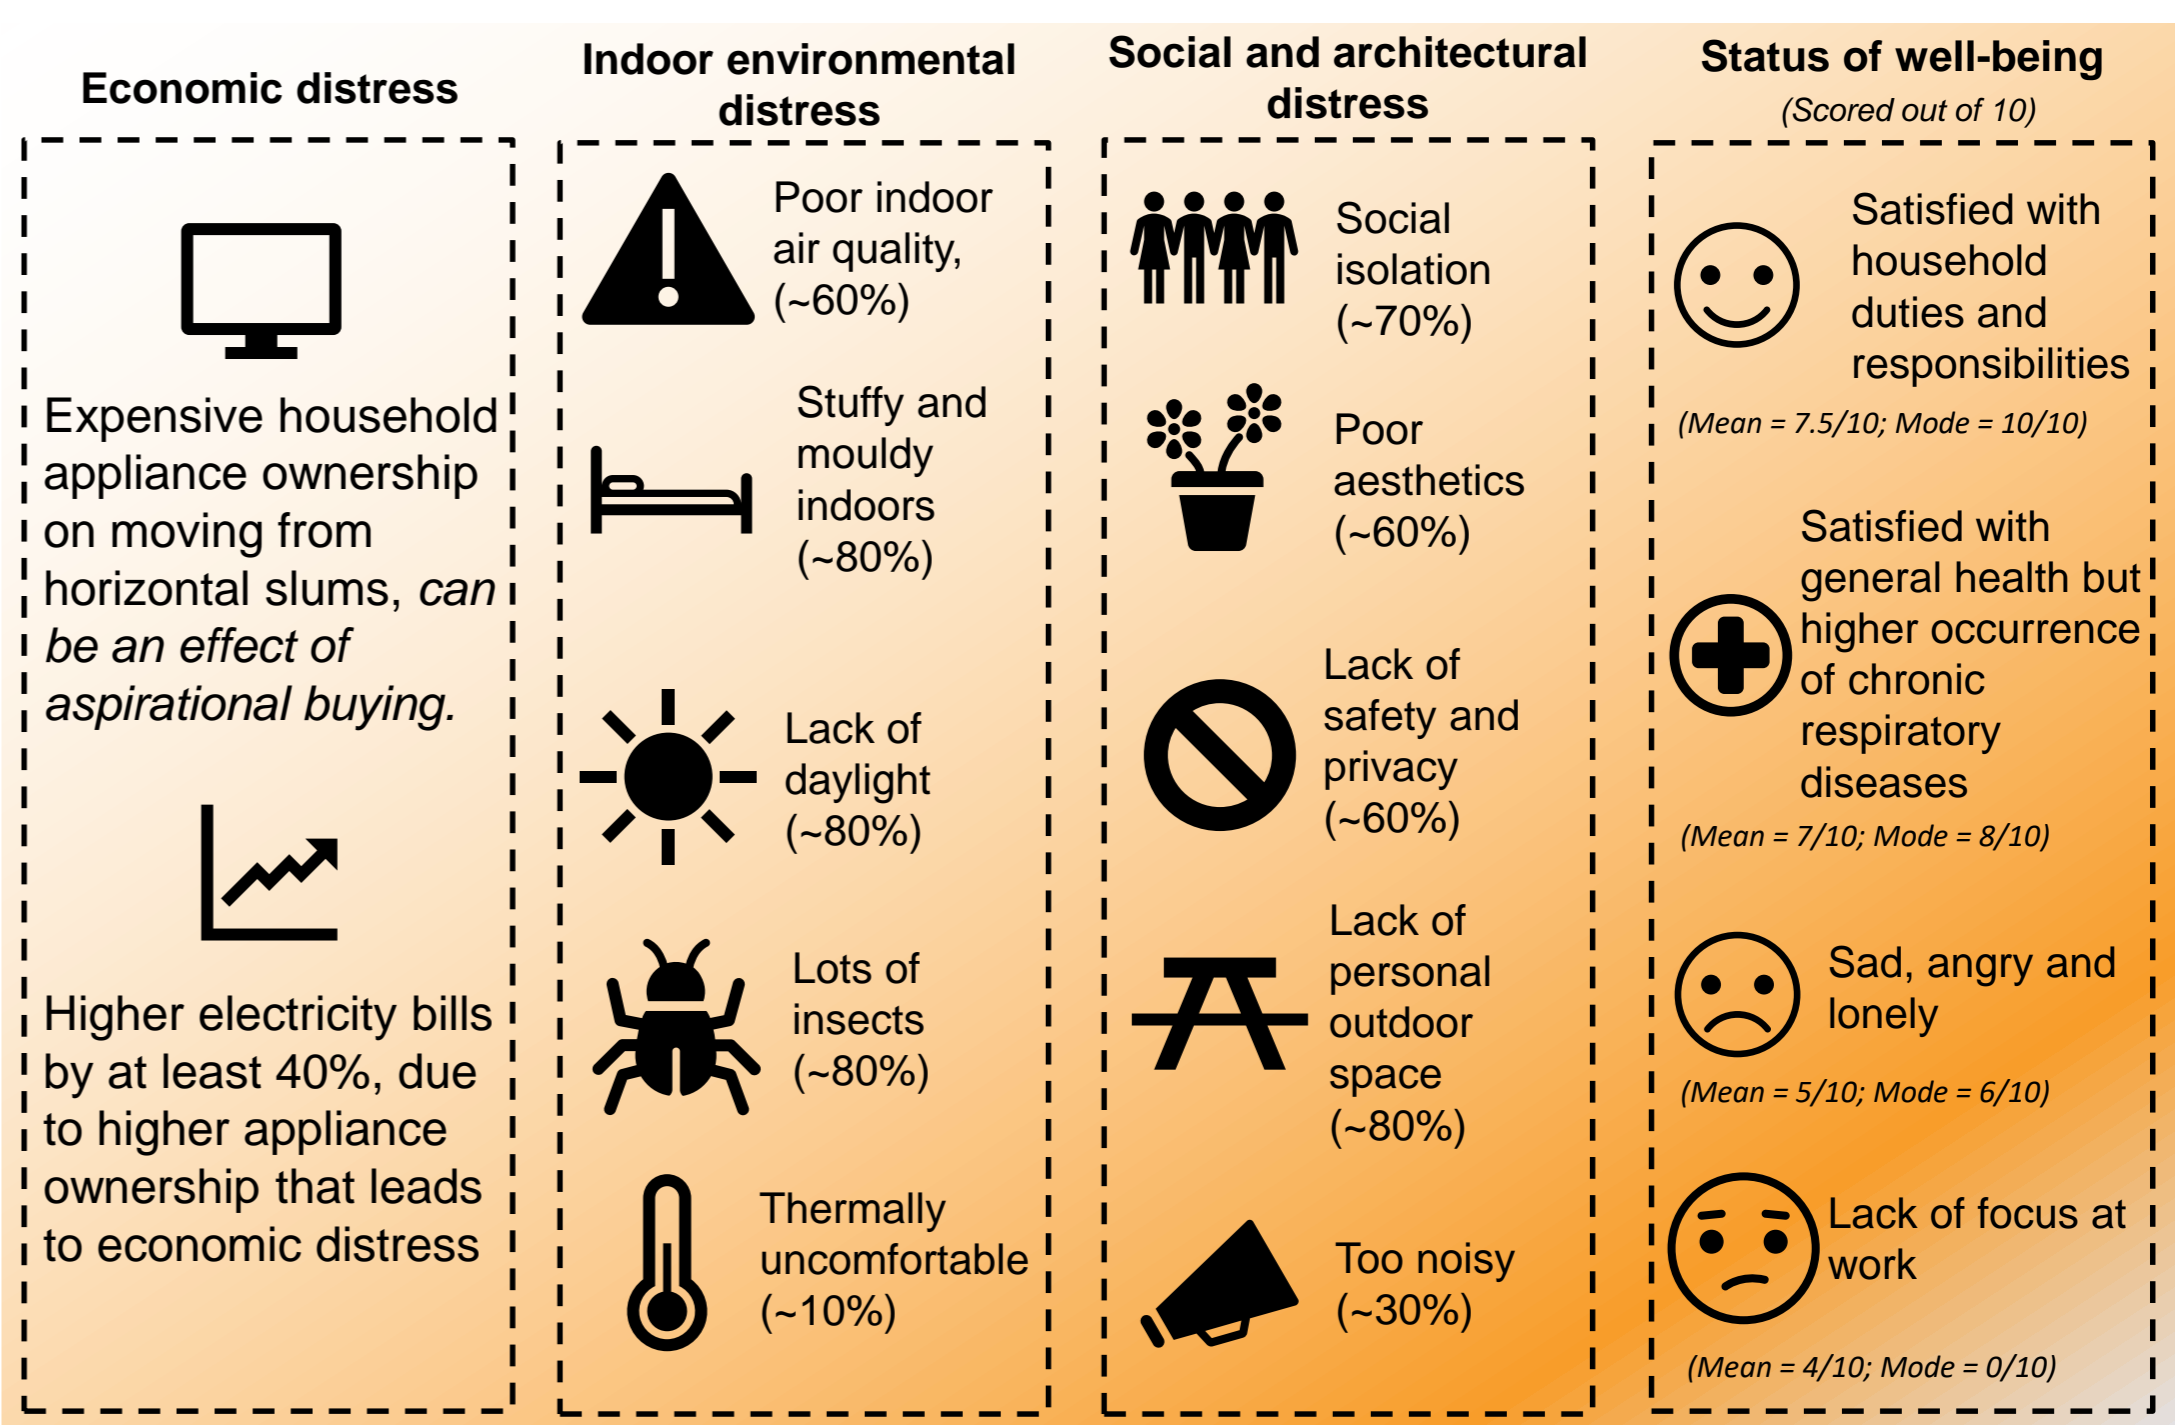 Economic distress
Expensive household
appliance ownership
on moving from
horizontal slums, can
be an effect of
aspirational buying.
Higher electricity bills
by at least 40%, due
to higher appliance
ownership that leads
to economic distress
Indoor environmental
distress
Poor indoor
air quality,
(~60%)
Stuffy and
mouldy
indoors
(~80%)
Lack of
daylight
(~80%)
Lots of
insects
(~80%)
Thermally
uncomfortable
(~10%)
Social and architectural
distress
Social
isolation
(~70%)
Poor
aesthetics
(~60%)
Lack of
safety and
privacy
(~60%)
Lack of
personal
outdoor
space
(~80%)
Too noisy
(~30%)
Status of well-being
(Scored out of 10)
Satisfied with
household
duties and
responsibilities
(Mean = 7.5/10; Mode = 10/10)
Satisfied with
general health but
higher occurrence
of chronic
respiratory
diseases
(Mean = 7/10; Mode = 8/10)
Sad, angry and
lonely
(Mean = 5/10; Mode = 6/10)
Lack of focus at
work
(Mean = 4/10; Mode = 0/10)